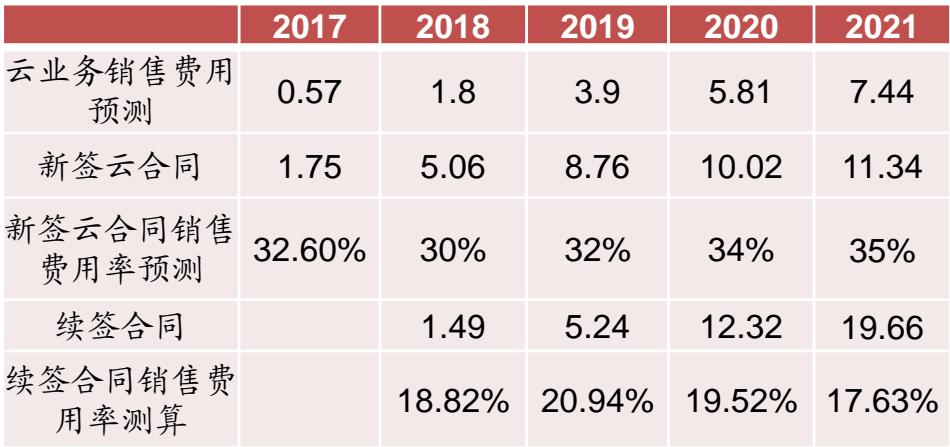 2017 2018 2019 2020 2021
云业务销售费用
预测 0.57 1.8 3.9 5.81 7.44
新签云合同 1.75 5.06 8.76 10.02 11.34
新签云合同销售
费用率预测 32.60% 30% 32% 34% 35%
续签合同 1.49 5.24 12.32 19.66
续签合同销售费
用率测算 18.82% 20.94% 19.52% 17.63%